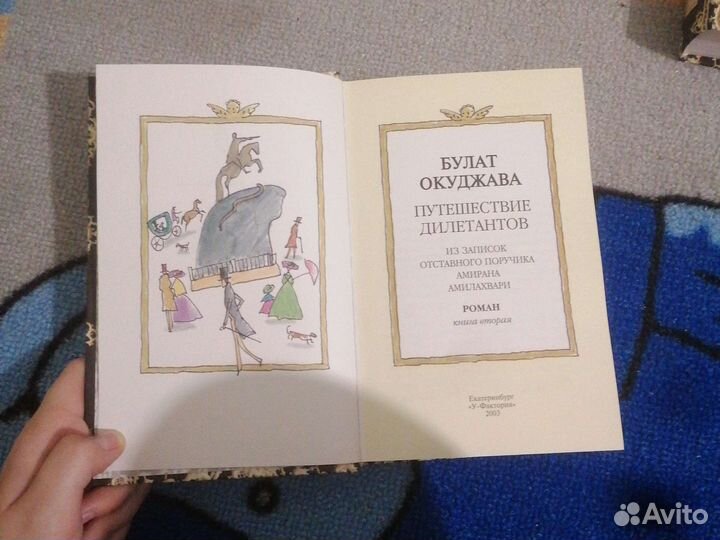 БУЛАТ
ОКУДЖАВА
ПУТЕШЕСТВИЕ
ДИЛЕТАНТОВ
ИЗ ЗАПИСОК
ОТСТАВНОГО ПОРУЧИКА
АМИРАНА
АМИЛАХВАРИ
РОМАН
книга вторая
Екатеринбург
«У-Фактория»
2003
Avito